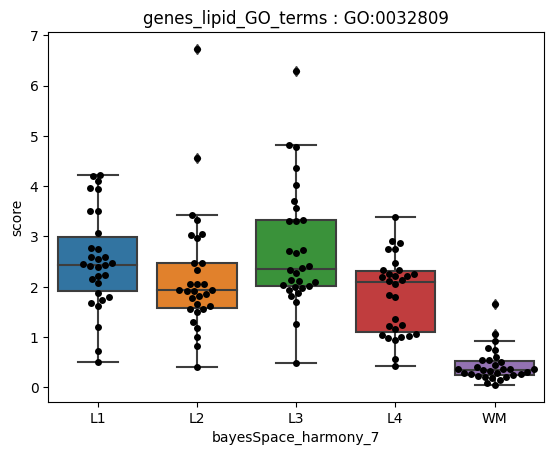 genes_lipid_GO_terms : GO:0032809
7
6
5
4
3
2
1
0
score
L1 L2 L3 L4 WM
bayesSpace_harmony_7